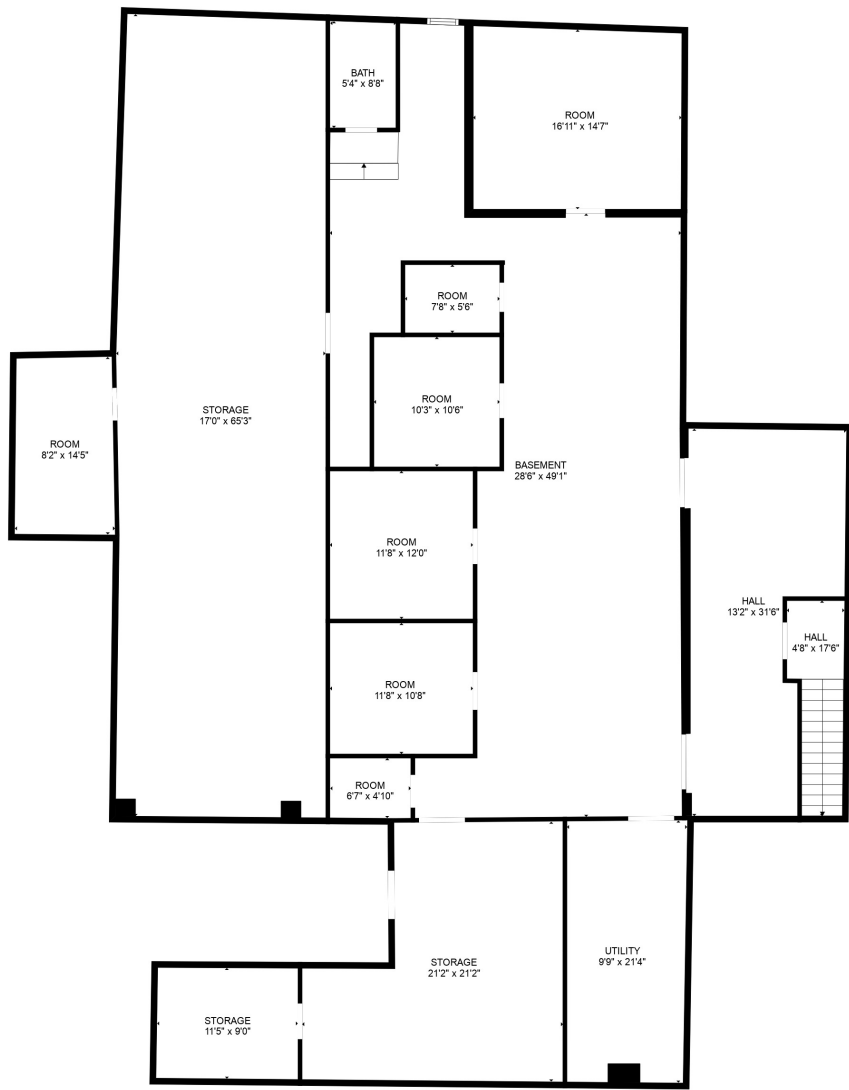 BATH
5'4" x 8'8"
ROOM
16'11" x 14'7"
ROOM
7'8" x 5'6"
ROOM
10'3" x 10'6"
STORAGE
17'0" x 65'3"
ROOM
8'2" x 14'5"
BASEMENT
28'6" x 49'1"
ROOM
11'8" x 12'0"
HALL
13'2" x 31'6"
HALL
4'8" x 17'6"
ROOM
11'8" x 10'8"
ROOM
6'7" x 4'10"
STORAGE
21'2" x 21'2"
UTILITY
9'9" x 21'4"
STORAGE
11'5" x 9'0"